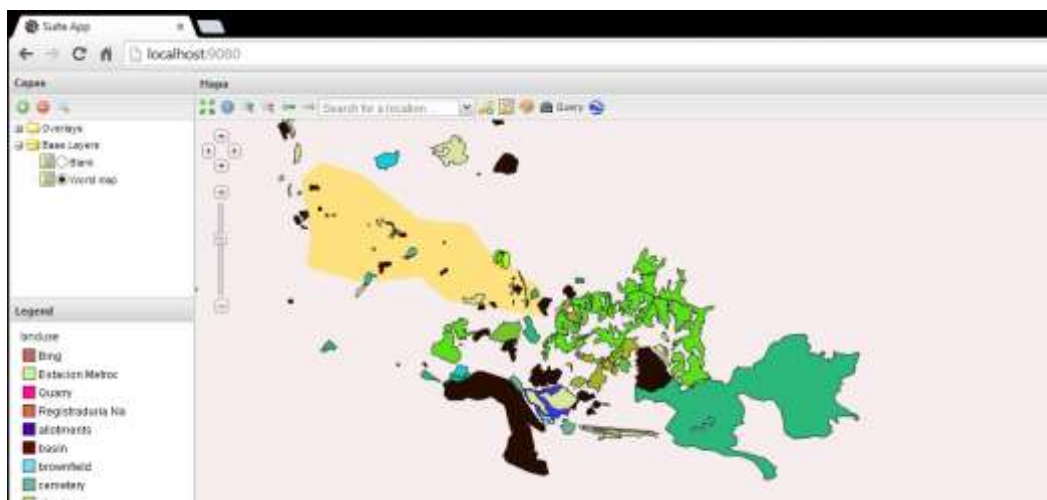 Suite App
localhost:9080
Capas
Mapa
Search for a location...
Query
Overlays
Base Layers
Blank
World map
Legend
landuse
Bing
Estacion Metroc
Quarry
Registraduria Na
allotments
basin
brownfield
cemetery